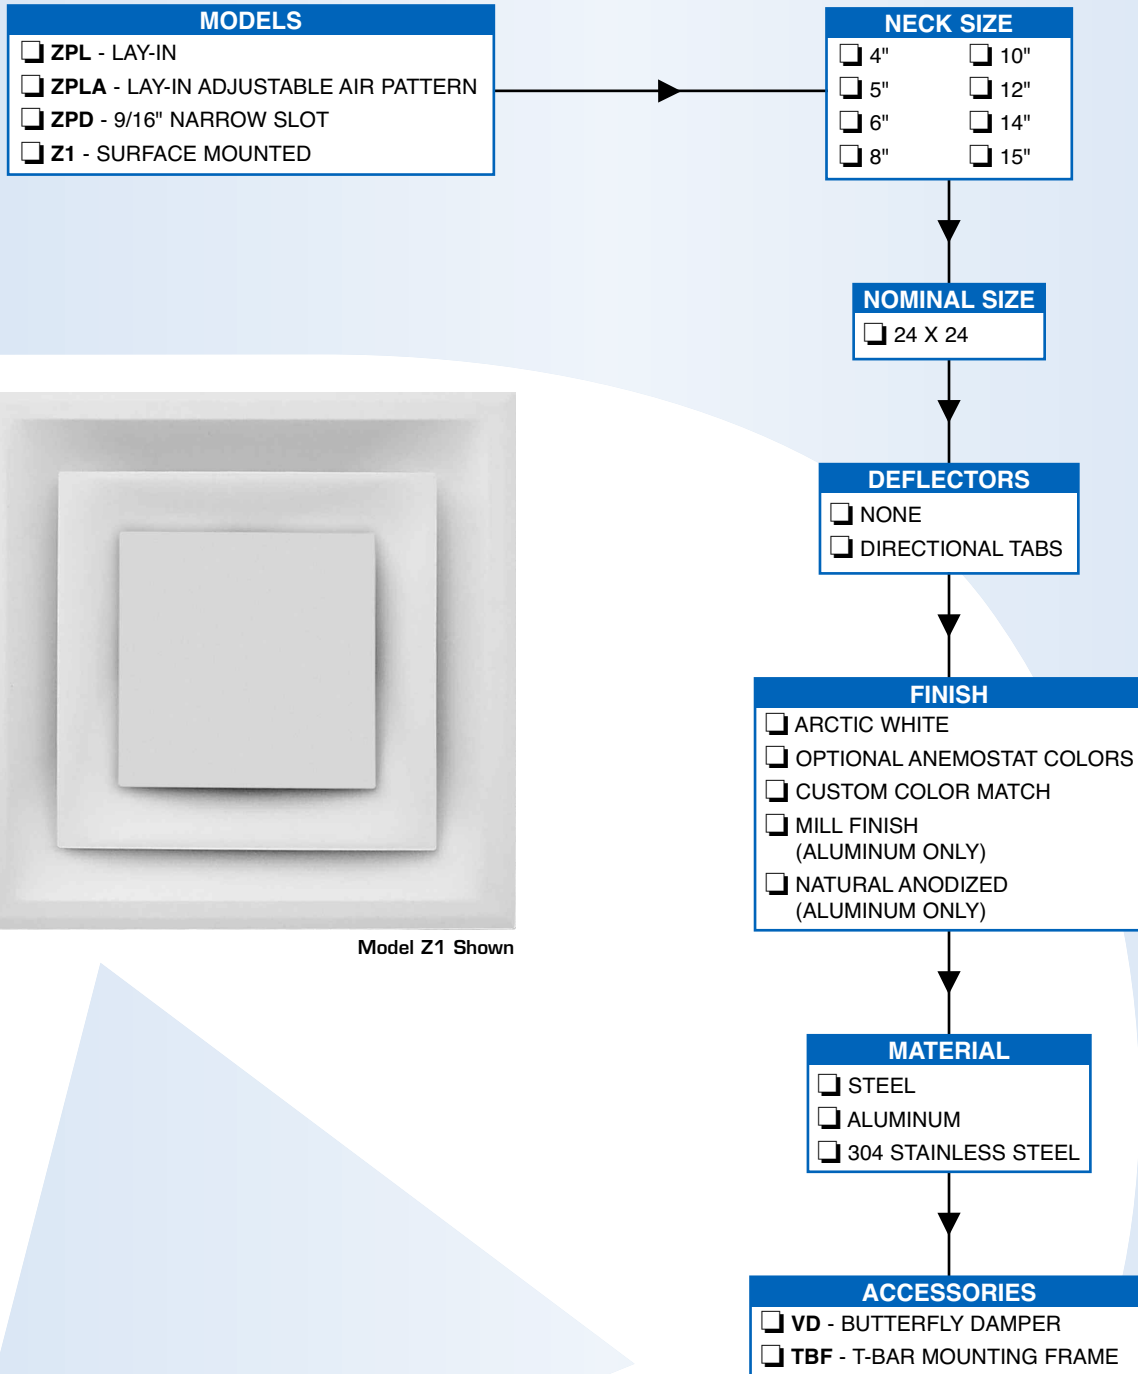 MODELS
ZPL - LAY-IN
ZPLA - LAY-IN ADJUSTABLE AIR PATTERN
ZPD - 9/16" NARROW SLOT
Z1 - SURFACE MOUNTED
NECK SIZE
4" 10"
5" 12"
6" 14"
8" 15"
NOMINAL SIZE
24 X 24
DEFLECTORS
NONE
DIRECTIONAL TABS
FINISH
ARCTIC WHITE
OPTIONAL ANEMOSTAT COLORS
CUSTOM COLOR MATCH
MILL FINISH
(ALUMINUM ONLY)
NATURAL ANODIZED
(ALUMINUM ONLY)
Model Z1 Shown
MATERIAL
STEEL
ALUMINUM
304 STAINLESS STEEL
ACCESSORIES
VD - BUTTERFLY DAMPER
TBF - T-BAR MOUNTING FRAME